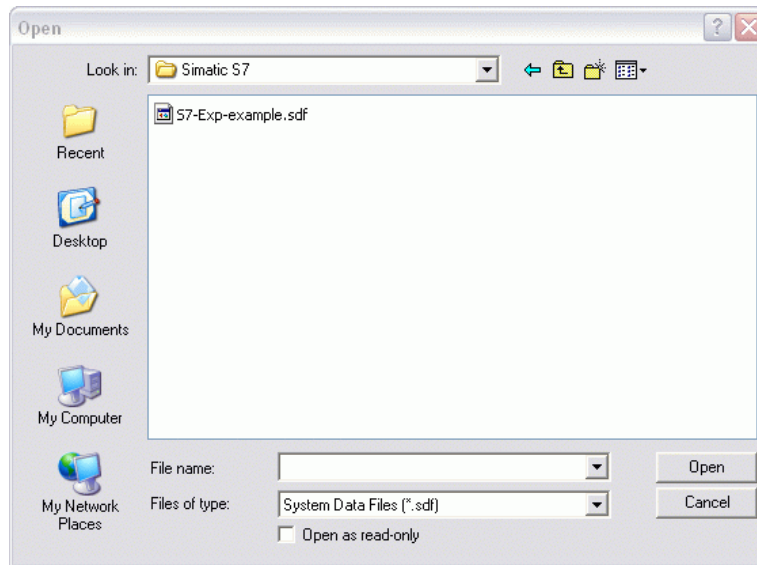 Open
Look in: Simatic S7
S7-Exp-example.sdf
Recent
Desktop
My Documents
My Computer
My Network
Places
File name:
Open
Files of type: System Data Files (*.sdf)
Cancel
Open as read-only